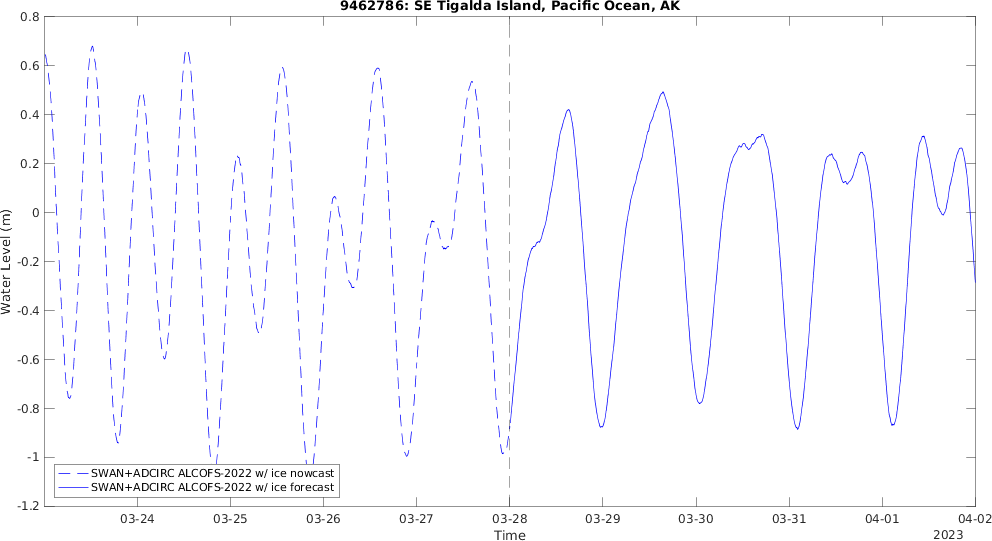 9462786: SE Tigalda Island, Pacific Ocean, AK
0.8
0.6
0.4
0.2
0
-0.2
-0.4
-0.6
-0.8
-1
-1.2
Water Level (m)
SWAN+ADCIRC ALCOFS-2022 w/ ice nowcast
SWAN+ADCIRC ALCOFS-2022 w/ ice forecast
03-24 03-25 03-26 03-27 03-28 03-29 03-30 03-31 04-01 04-02
Time
2023